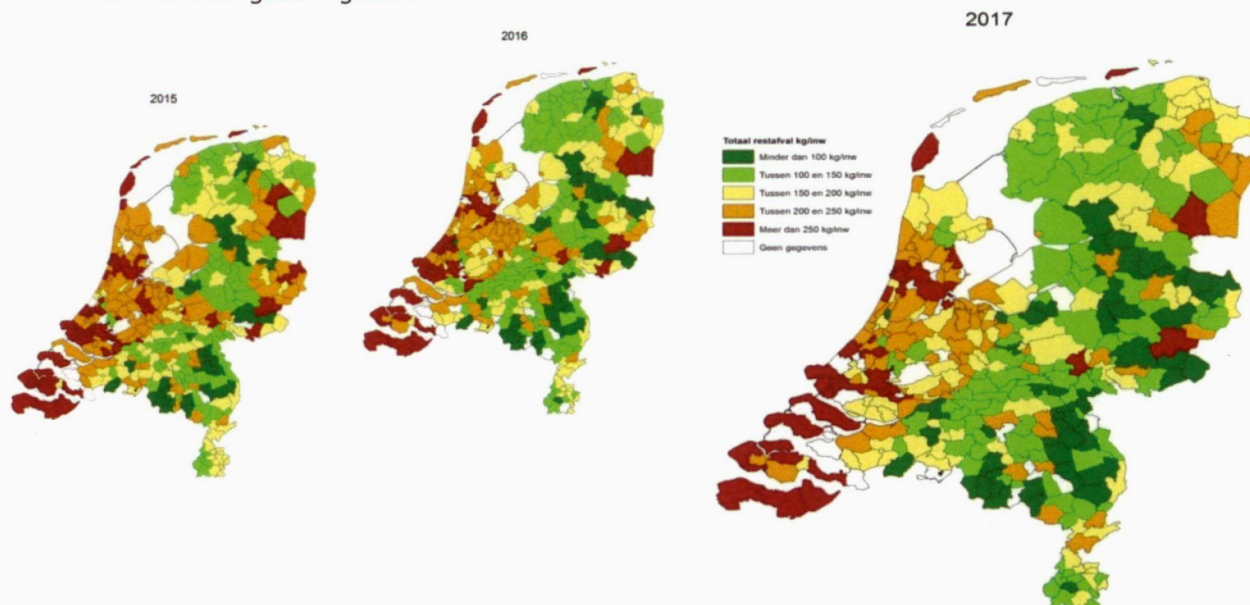 2015
2016
2017
Totaal restafval kg/inw
Minder dan 100 kg/inw
Tussen 100 en 150 kg/inw
Tussen 150 en 200 kg/inw
Tussen 200 en 250 kg/inw
Meer dan 250 kg/inw
Geen gegevens